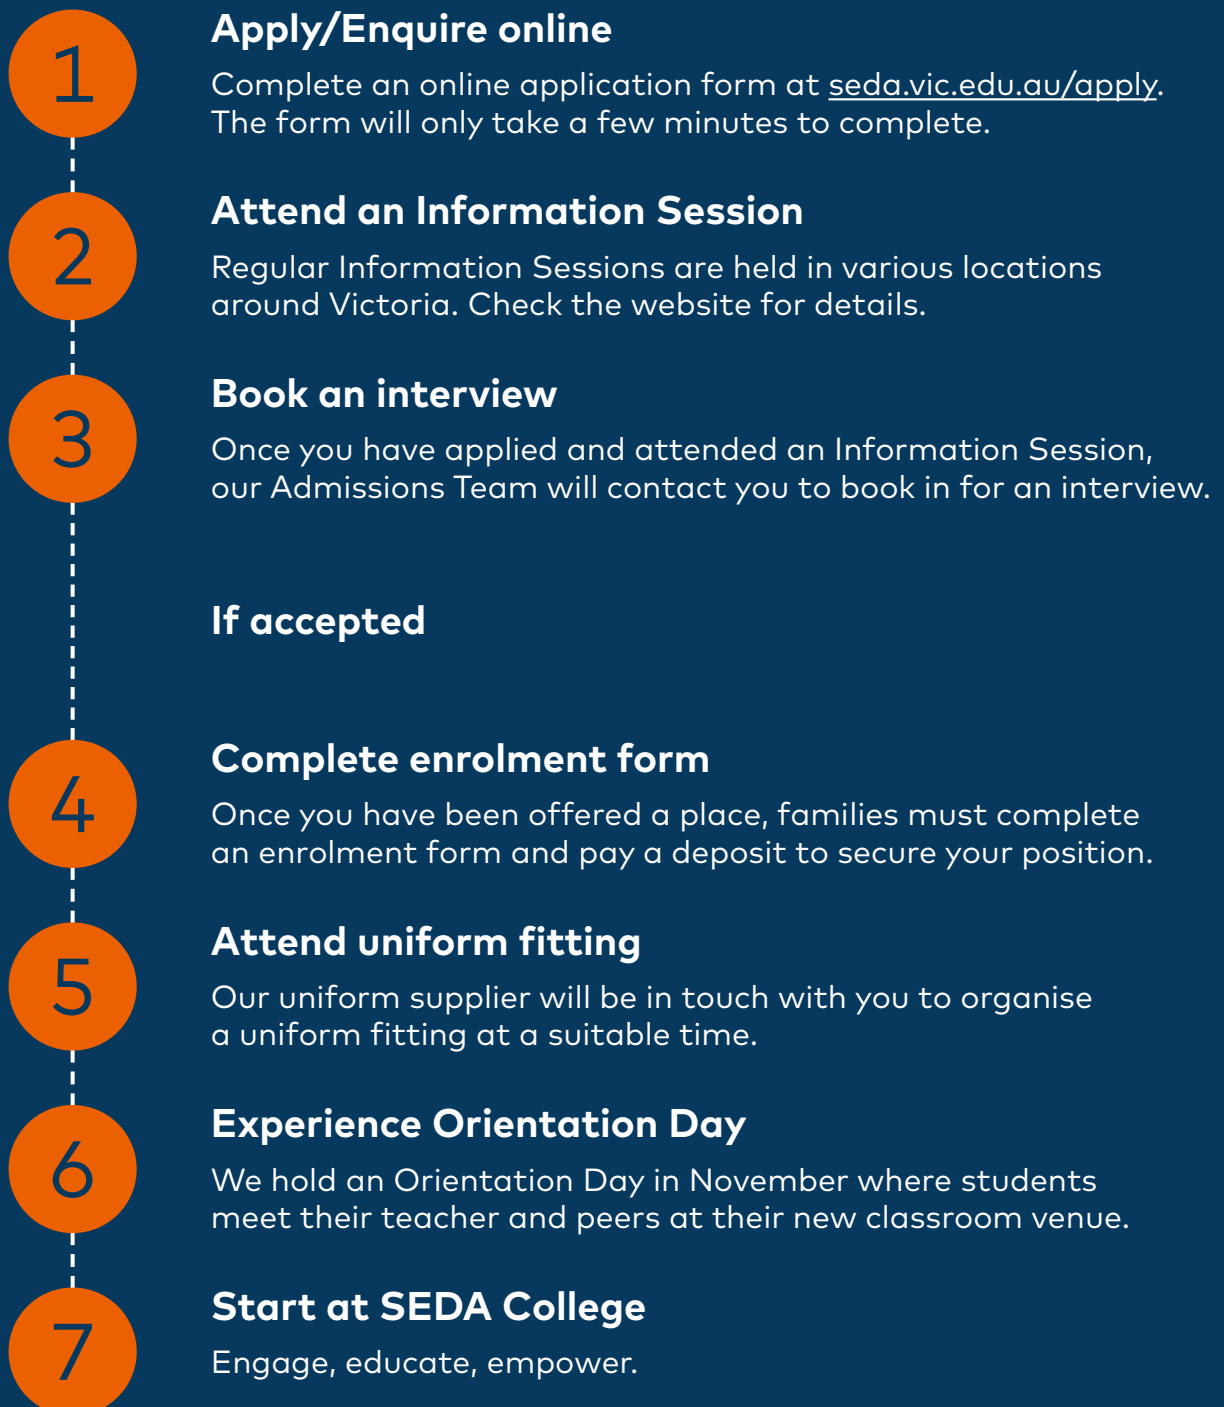 1
Apply/Enquire online
Complete an online application form at seda.vic.edu.au/apply.
The form will only take a few minutes to complete.
2
Attend an Information Session
Regular Information Sessions are held in various locations
around Victoria. Check the website for details.
3
Book an interview
Once you have applied and attended an Information Session,
our Admissions Team will contact you to book in for an interview.
If accepted
4
Complete enrolment form
Once you have been offered a place, families must complete
an enrolment form and pay a deposit to secure your position.
5
Attend uniform fitting
Our uniform supplier will be in touch with you to organise
a uniform fitting at a suitable time.
6
Experience Orientation Day
We hold an Orientation Day in November where students
meet their teacher and peers at their new classroom venue.
7
Start at SEDA College
Engage, educate, empower.